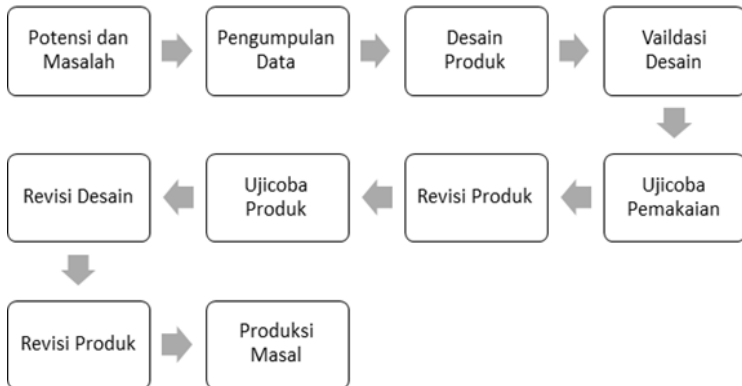 Potensi dan
Masalah
Pengumpulan
Data
Desain
Produk
Vaildasi
Desain
Ujicoba
Pemakaian
Revisi Produk
Ujicoba
Produk
Revisi Desain
Revisi Produk
Produksi
Masal